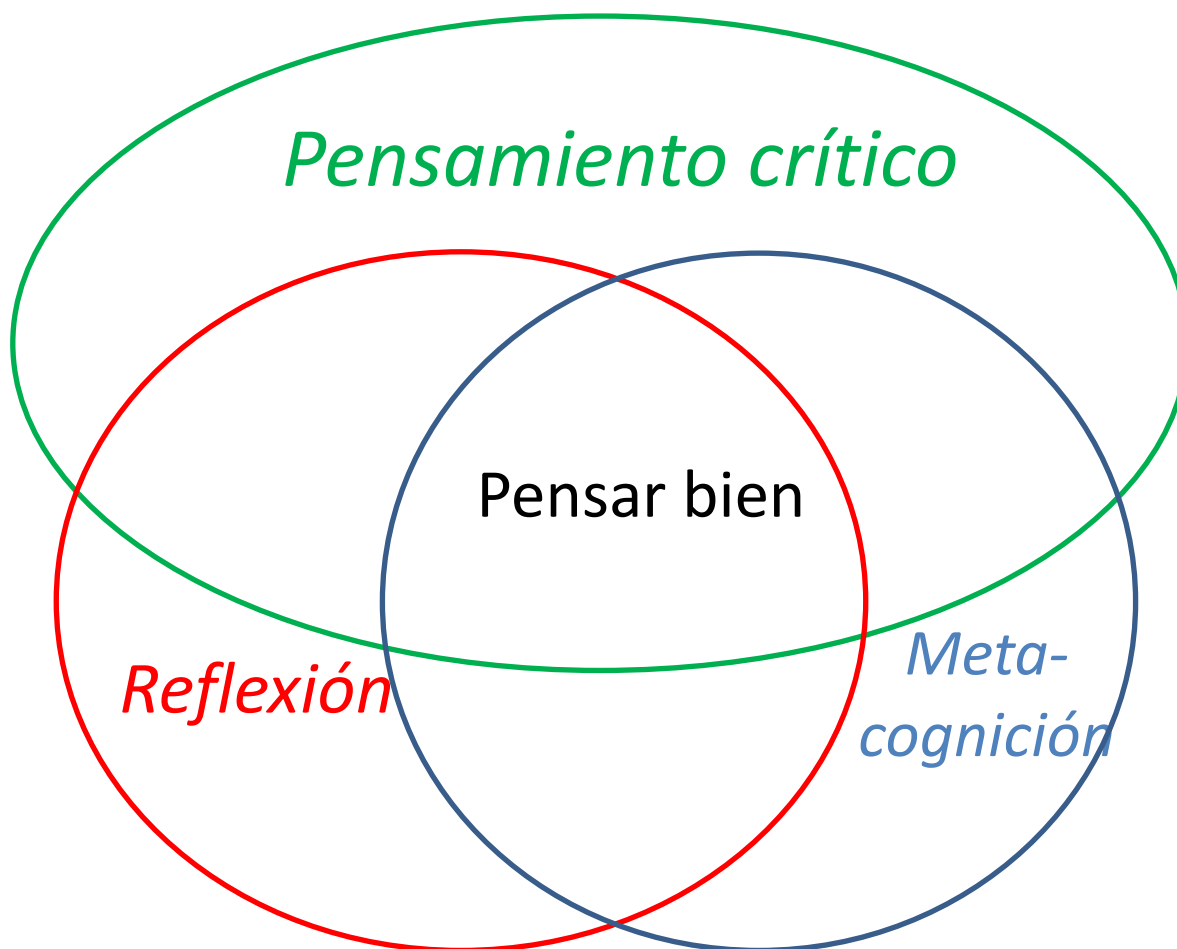 Pensamiento crítico
Pensar bien
Reflexión
Meta-
cognición